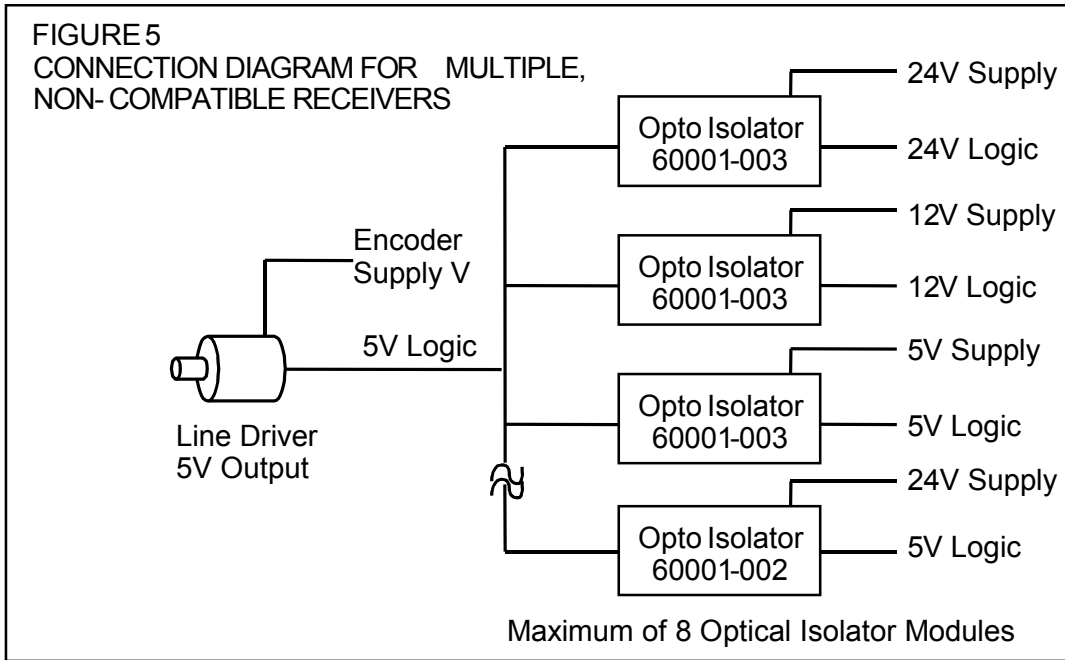 FIGURE 5
CONNECTION DIAGRAM FOR MULTIPLE,
NON- COMPATIBLE RECEIVERS
24V Supply
Opto Isolator
60001-003
24V Logic
12V Supply
Opto Isolator
60001-003
12V Logic
Encoder
Supply V
5V Logic
Line Driver
5V Output
5V Supply
Opto Isolator
60001-003
5V Logic
24V Supply
Opto Isolator
60001-002
5V Logic
Maximum of 8 Optical Isolator Modules